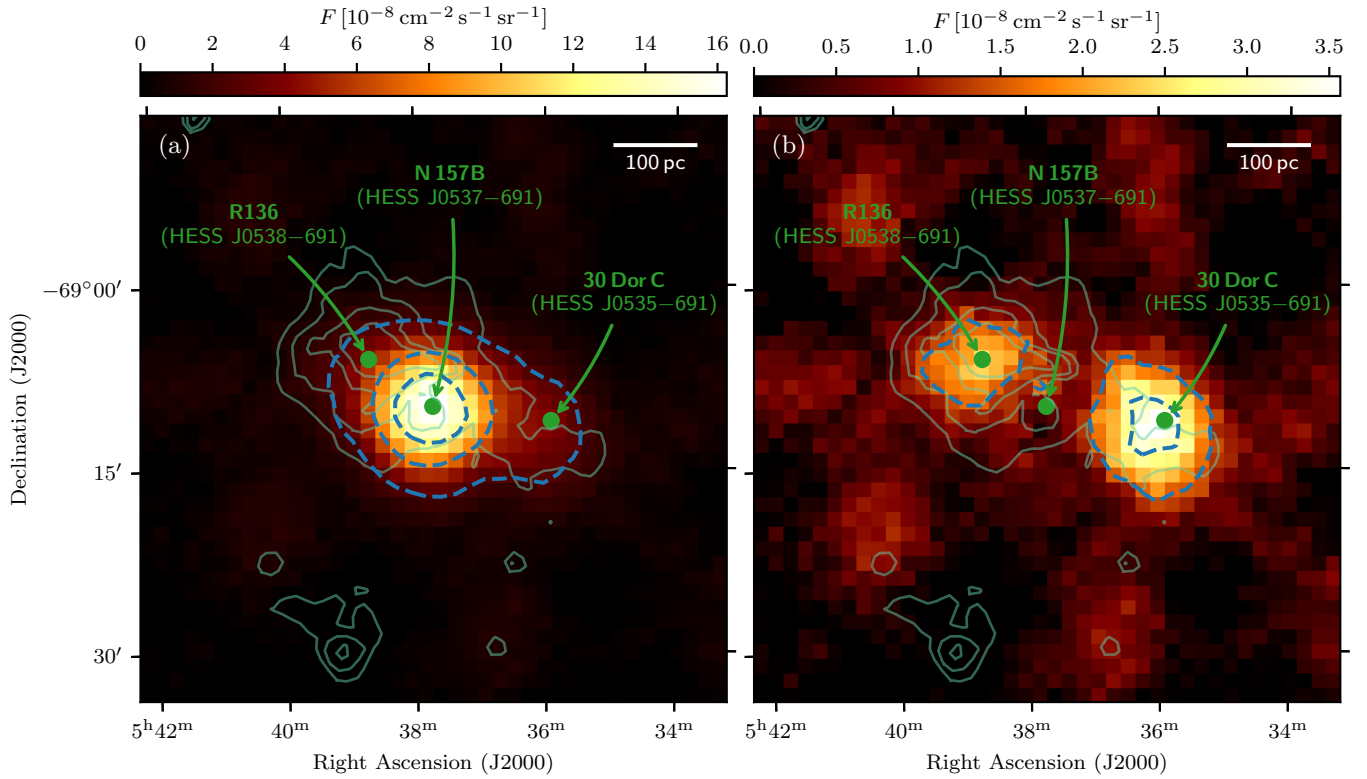 F [10⁻⁸ cm⁻² s⁻¹ sr⁻¹]
0 2 4 6 8 10 12 14 16
(a)
100 pc
N 157B
(HESS J0537−691)
R136
(HESS J0538−691)
30 Dor C
(HESS J0535−691)
−69°00′
15′
30′
Declination (J2000)
5ʰ42ᵐ 40ᵐ 38ᵐ 36ᵐ 34ᵐ
Right Ascension (J2000)
F [10⁻⁸ cm⁻² s⁻¹ sr⁻¹]
0.0 0.5 1.0 1.5 2.0 2.5 3.0 3.5
(b)
100 pc
N 157B
(HESS J0537−691)
R136
(HESS J0538−691)
30 Dor C
(HESS J0535−691)
5ʰ42ᵐ 40ᵐ 38ᵐ 36ᵐ 34ᵐ
Right Ascension (J2000)